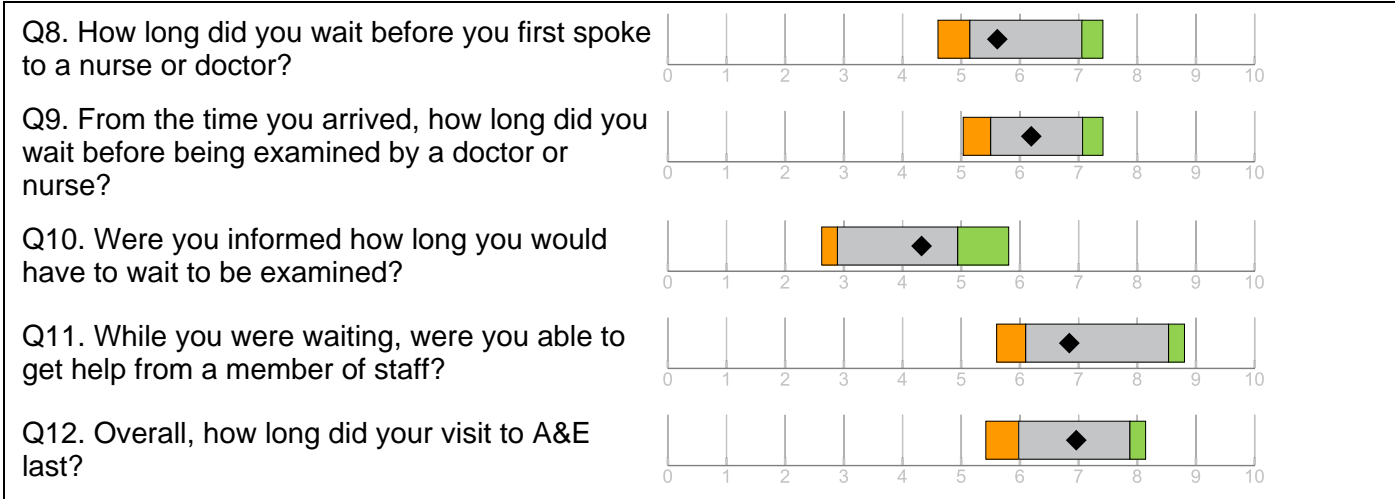 Q8. How long did you wait before you first spoke
to a nurse or doctor?
0 1 2 3 4 5 6 7 8 9 10
Q9. From the time you arrived, how long did you
wait before being examined by a doctor or
nurse?
0 1 2 3 4 5 6 7 8 9 10
Q10. Were you informed how long you would
have to wait to be examined?
0 1 2 3 4 5 6 7 8 9 10
Q11. While you were waiting, were you able to
get help from a member of staff?
0 1 2 3 4 5 6 7 8 9 10
Q12. Overall, how long did your visit to A&E
last?
0 1 2 3 4 5 6 7 8 9 10